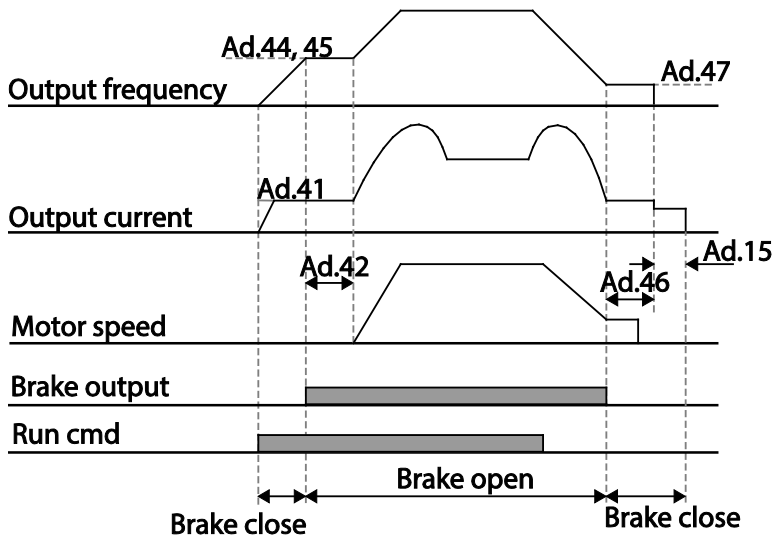 Ad.44, 45
Ad.47
Output frequency
Ad.41
Output current
Ad.15
Ad.42
Ad.46
Motor speed
Brake output
Run cmd
Brake open
Brake close
Brake close